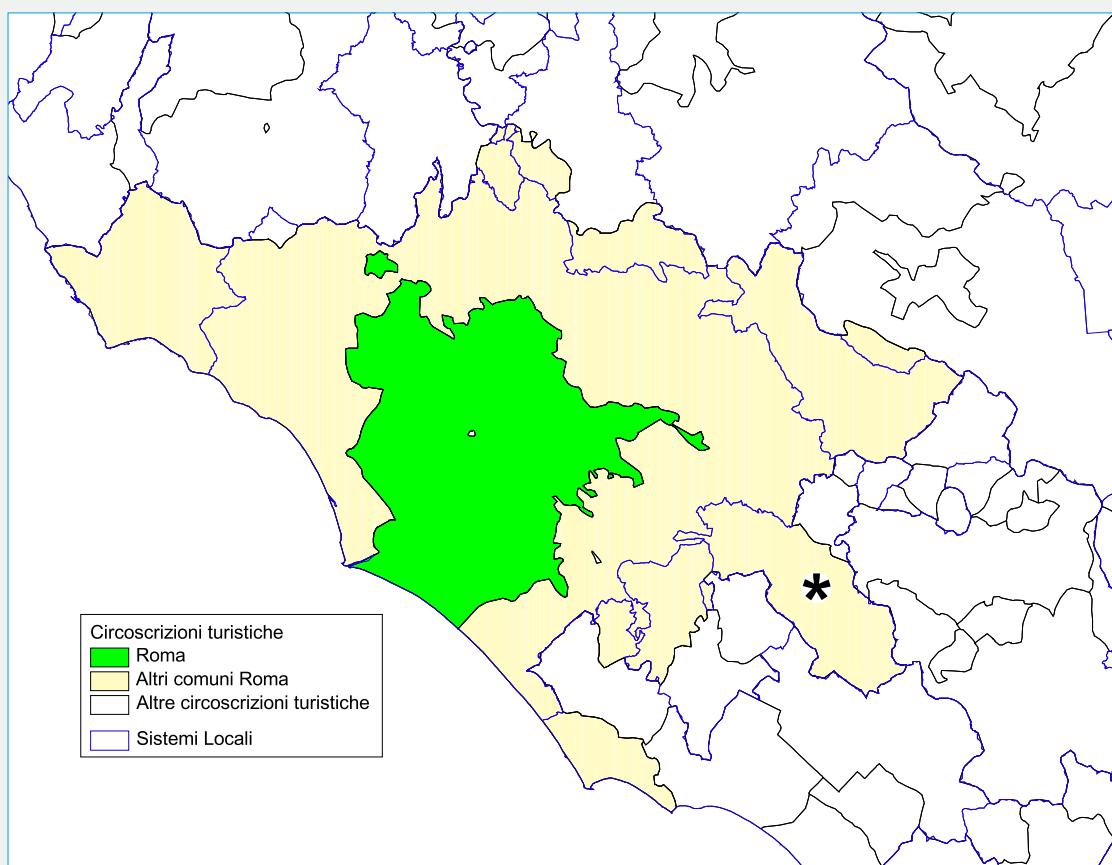 *
Circoscrizioni turistiche
Roma
Altri comuni Roma
Altre circoscrizioni turistiche
Sistemi Locali